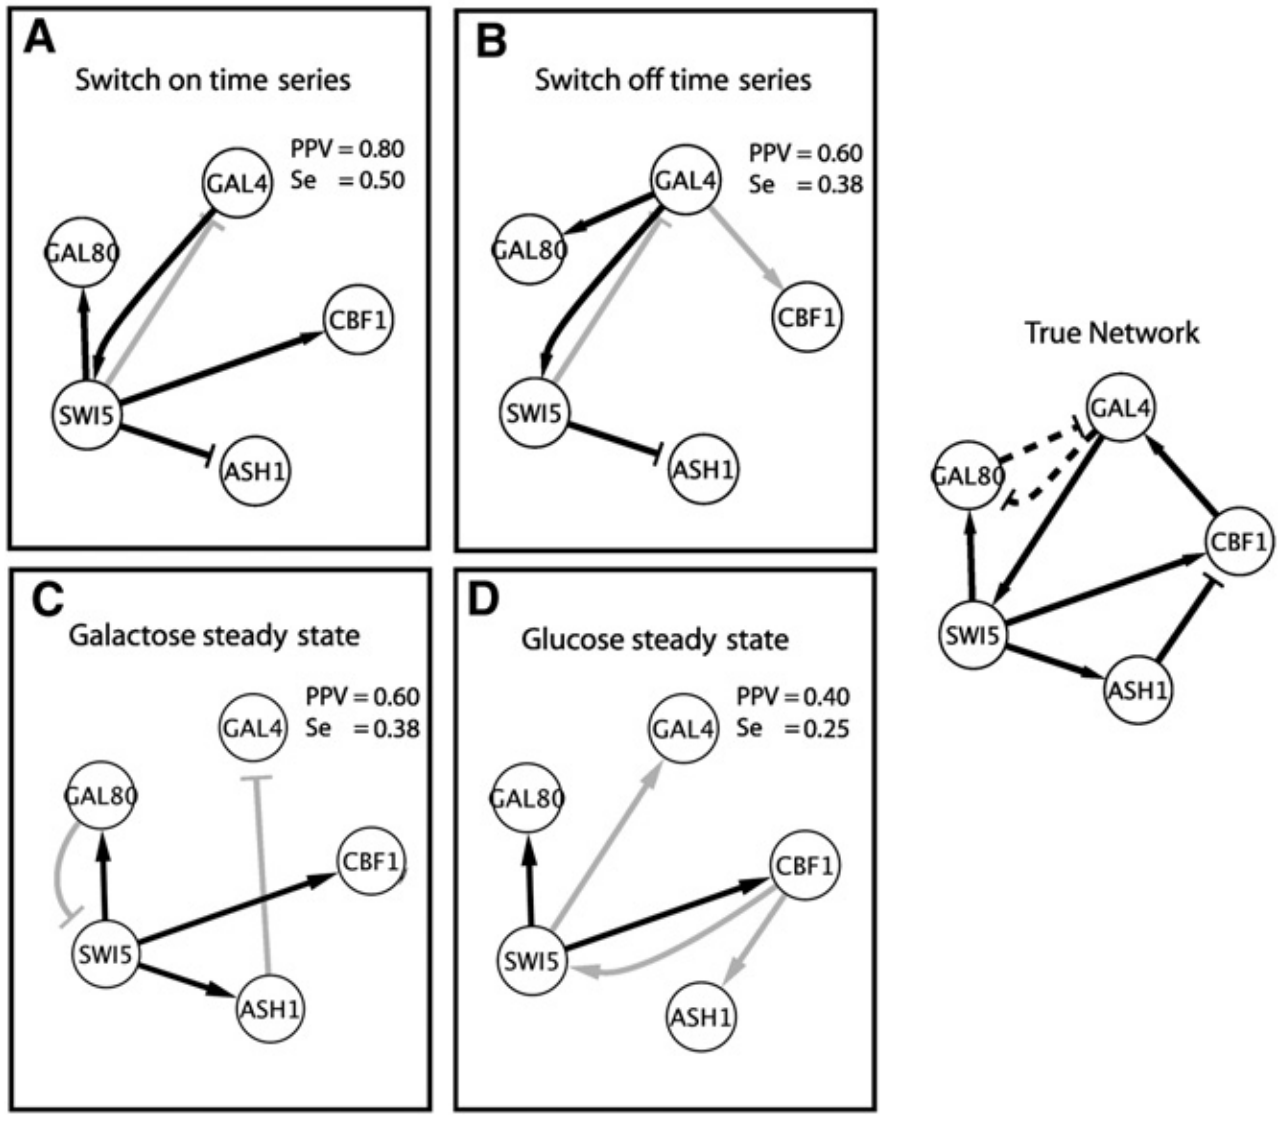 A
Switch on time series
PPV = 0.80
Se = 0.50
GAL4
GAL80
CBF1
SWI5
ASH1
B
Switch off time series
PPV = 0.60
Se = 0.38
GAL4
GAL80
CBF1
SWI5
ASH1
True Network
GAL4
GAL80
CBF1
SWI5
ASH1
C
Galactose steady state
PPV = 0.60
Se = 0.38
GAL4
GAL80
CBF1
SWI5
ASH1
D
Glucose steady state
PPV = 0.40
Se = 0.25
GAL4
GAL80
CBF1
SWI5
ASH1